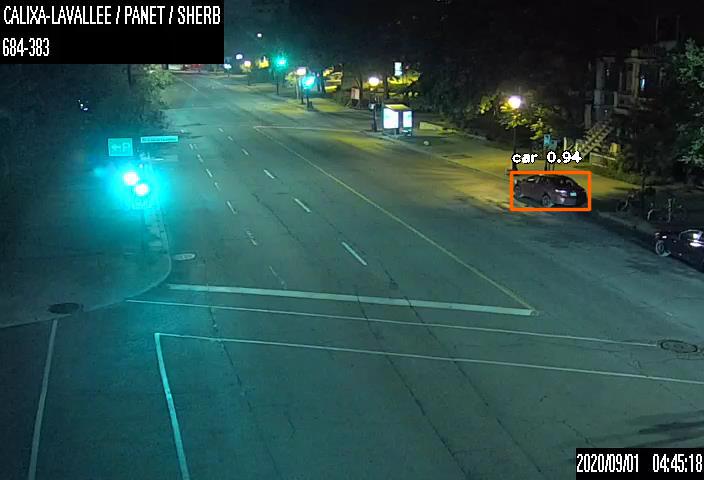 CALIXA-LAVALLEE / PANET / SHERB
684-383
car 0.94
P
2020/09/01 04:45:18